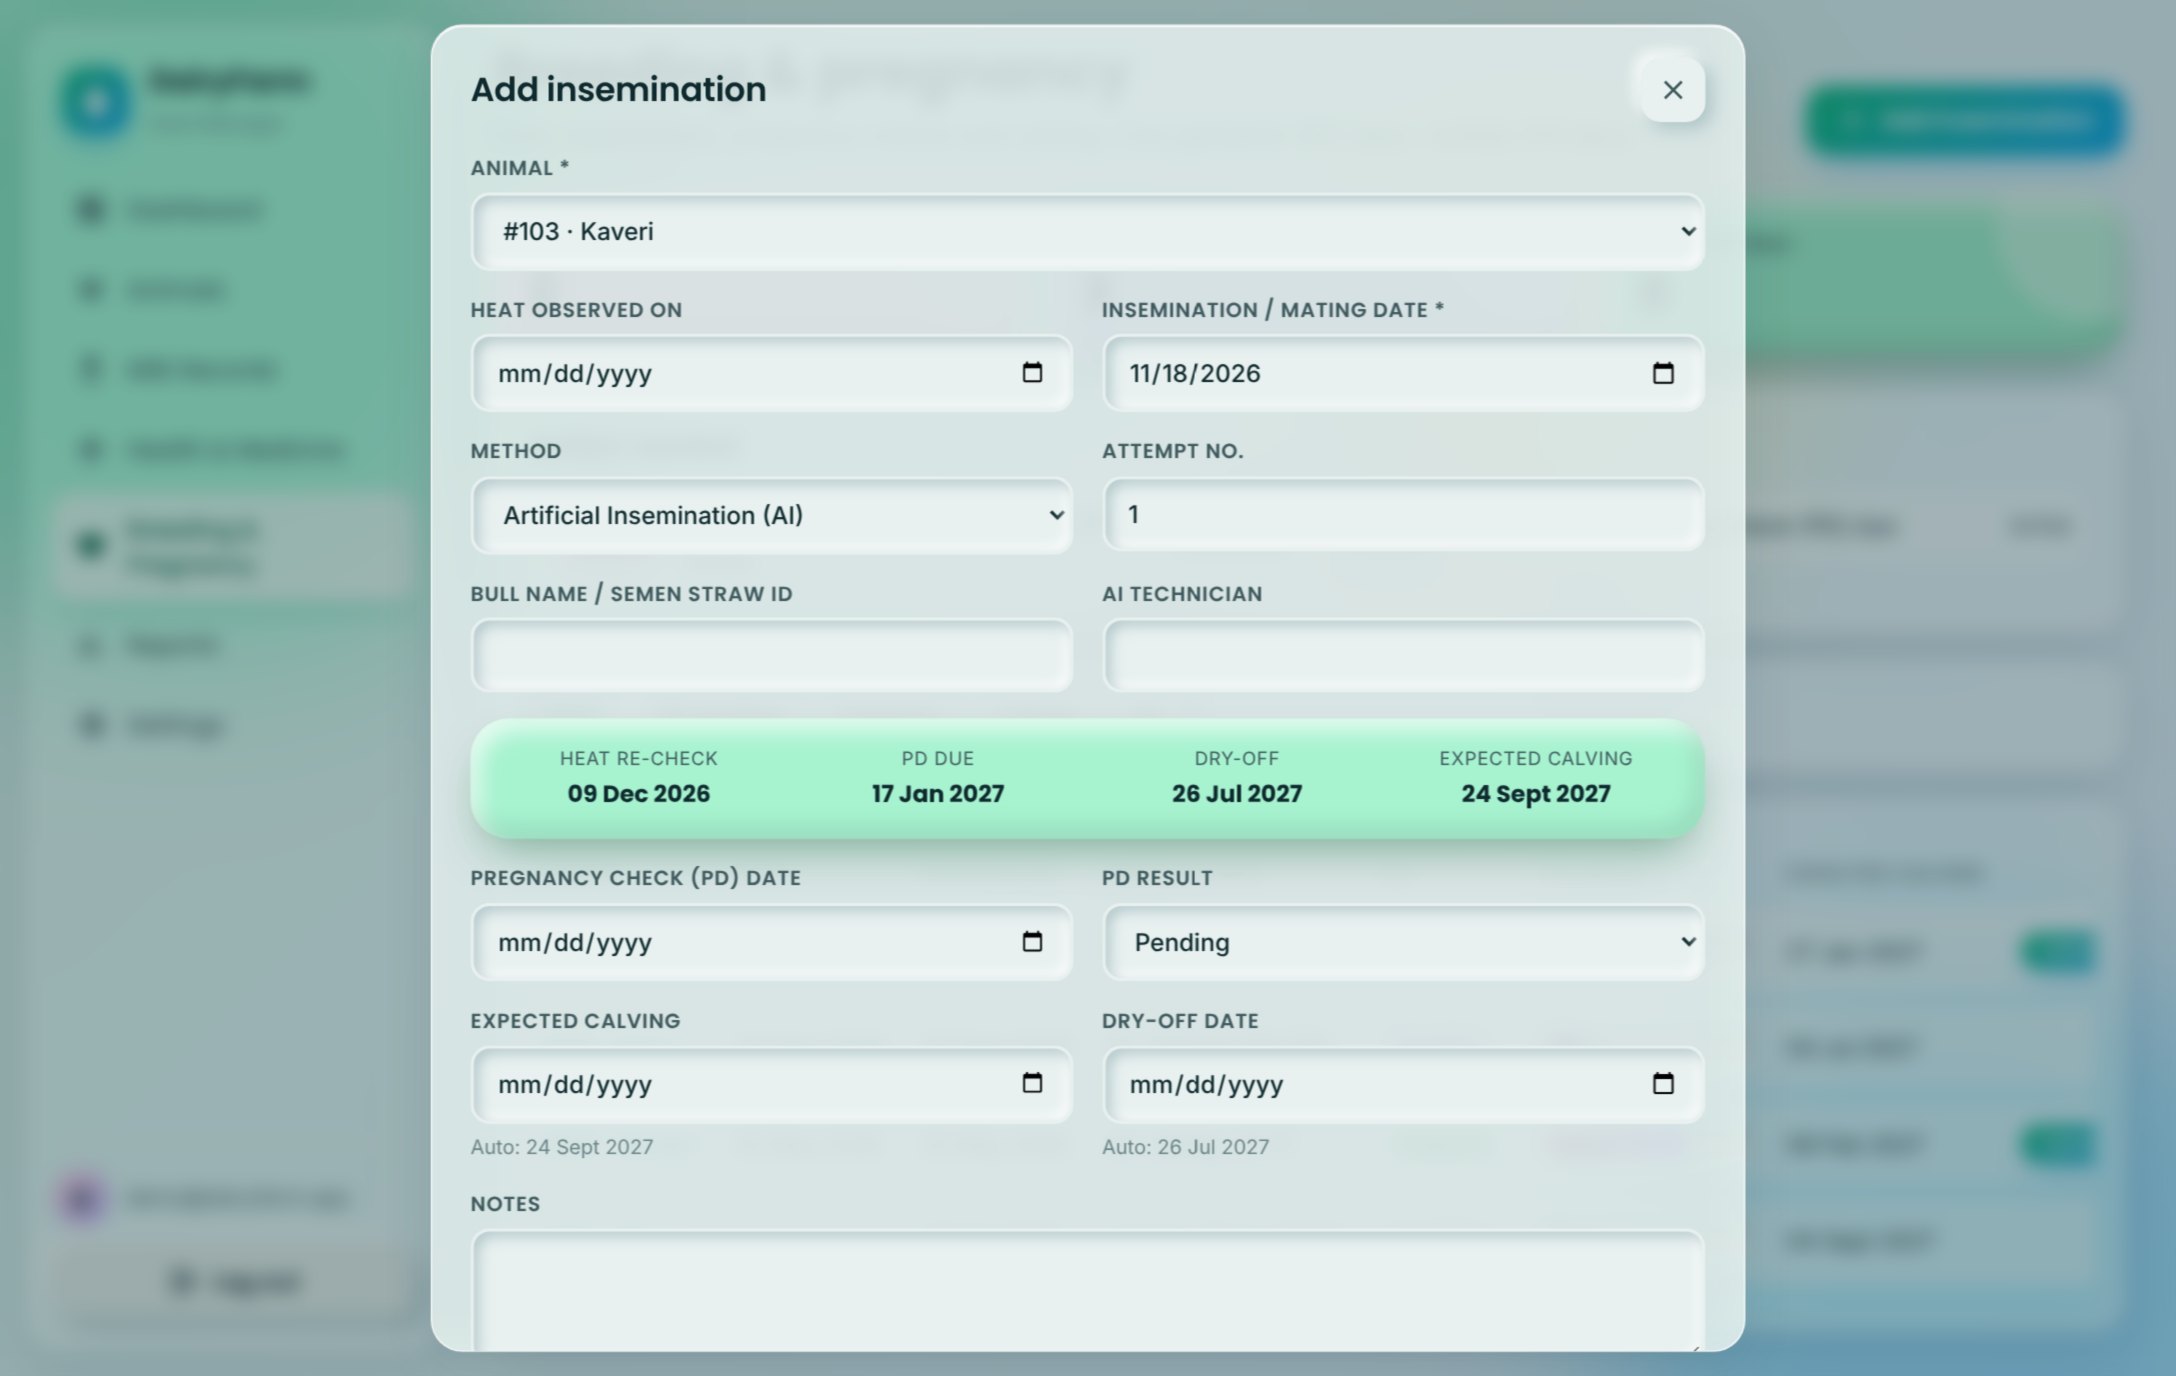 Add insemination
ANIMAL *
#103 · Kaveri
HEAT OBSERVED ON
INSEMINATION / MATING DATE *
mm/dd/yyyy
11/18/2026
METHOD
ATTEMPT NO.
Artificial Insemination (AI)
1
BULL NAME / SEMEN STRAW ID
AI TECHNICIAN
HEAT RE-CHECK
PD DUE
DRY-OFF
EXPECTED CALVING
09 Dec 2026
17 Jan 2027
26 Jul 2027
24 Sept 2027
PREGNANCY CHECK (PD) DATE
PD RESULT
mm/dd/yyyy
Pending
EXPECTED CALVING
DRY-OFF DATE
mm/dd/yyyy
mm/dd/yyyy
Auto: 24 Sept 2027
Auto: 26 Jul 2027
NOTES